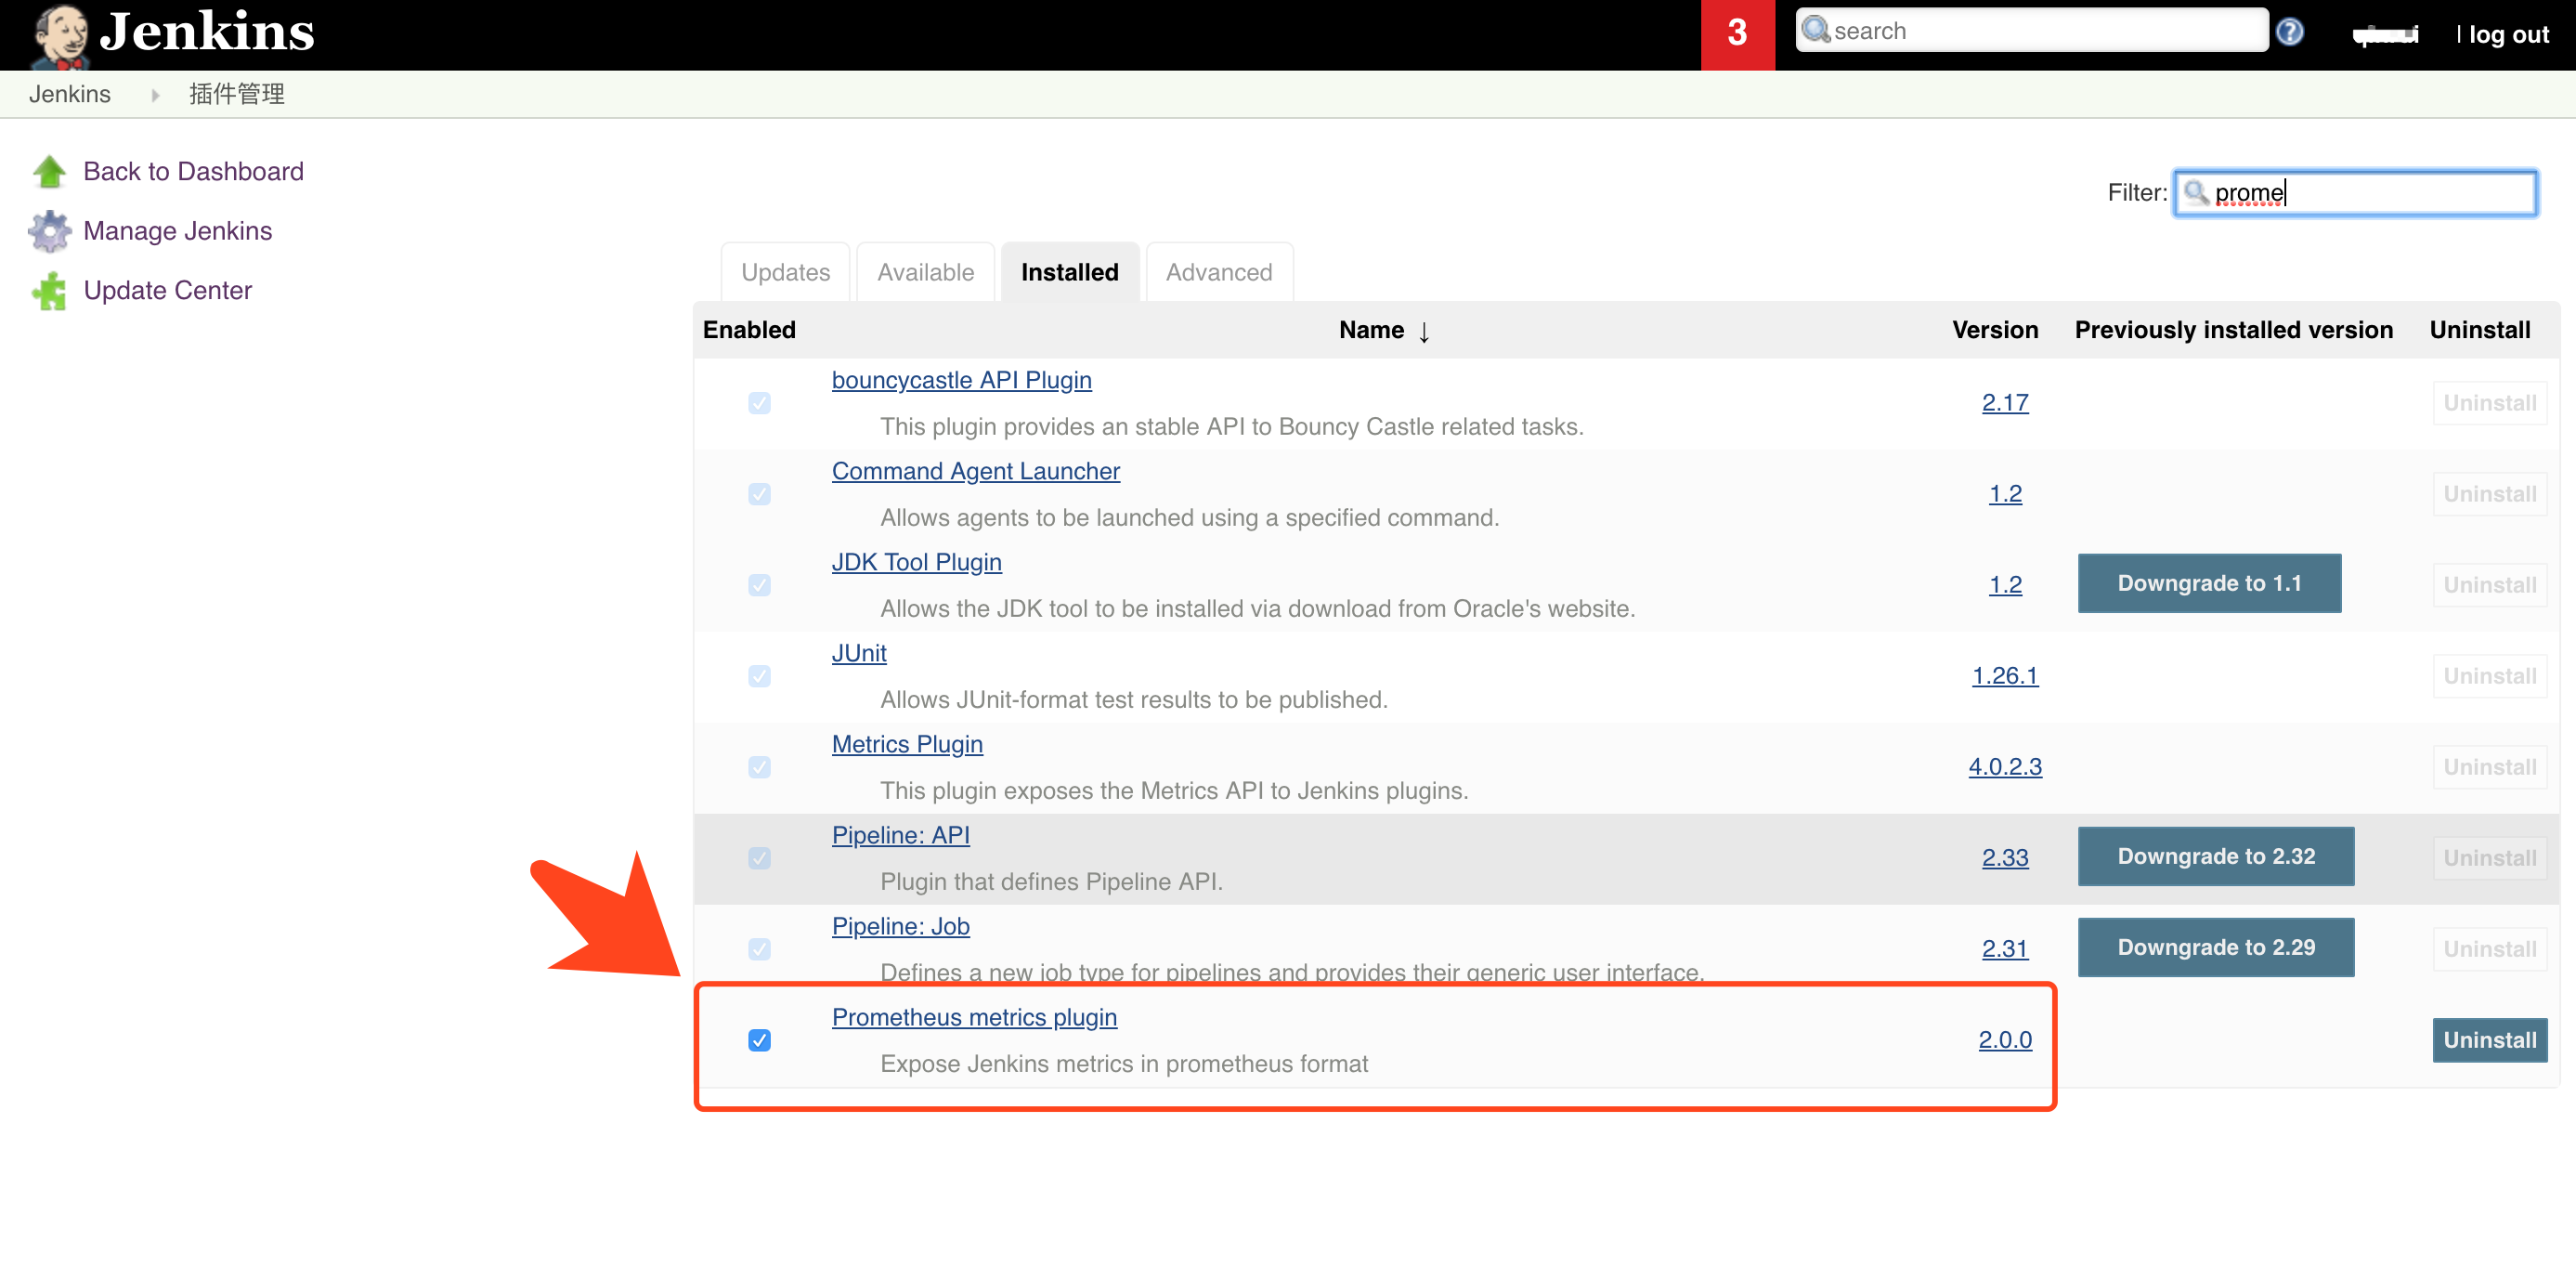 Jenkins
3
search
log out
Jenkins
插件管理
Back to Dashboard
Manage Jenkins
Update Center
Filter: prome
Updates Available Installed Advanced
Enabled Name ↓ Version Previously installed version Uninstall
bouncycastle API Plugin
This plugin provides an stable API to Bouncy Castle related tasks.
2.17
Uninstall
Command Agent Launcher
Allows agents to be launched using a specified command.
1.2
Uninstall
JDK Tool Plugin
Allows the JDK tool to be installed via download from Oracle's website.
1.2
Downgrade to 1.1
Uninstall
JUnit
Allows JUnit-format test results to be published.
1.26.1
Uninstall
Metrics Plugin
This plugin exposes the Metrics API to Jenkins plugins.
4.0.2.3
Uninstall
Pipeline: API
Plugin that defines Pipeline API.
2.33
Downgrade to 2.32
Uninstall
Pipeline: Job
Defines a new job type for pipelines and provides their generic user interface.
2.31
Downgrade to 2.29
Uninstall
Prometheus metrics plugin
Expose Jenkins metrics in prometheus format
2.0.0
Uninstall